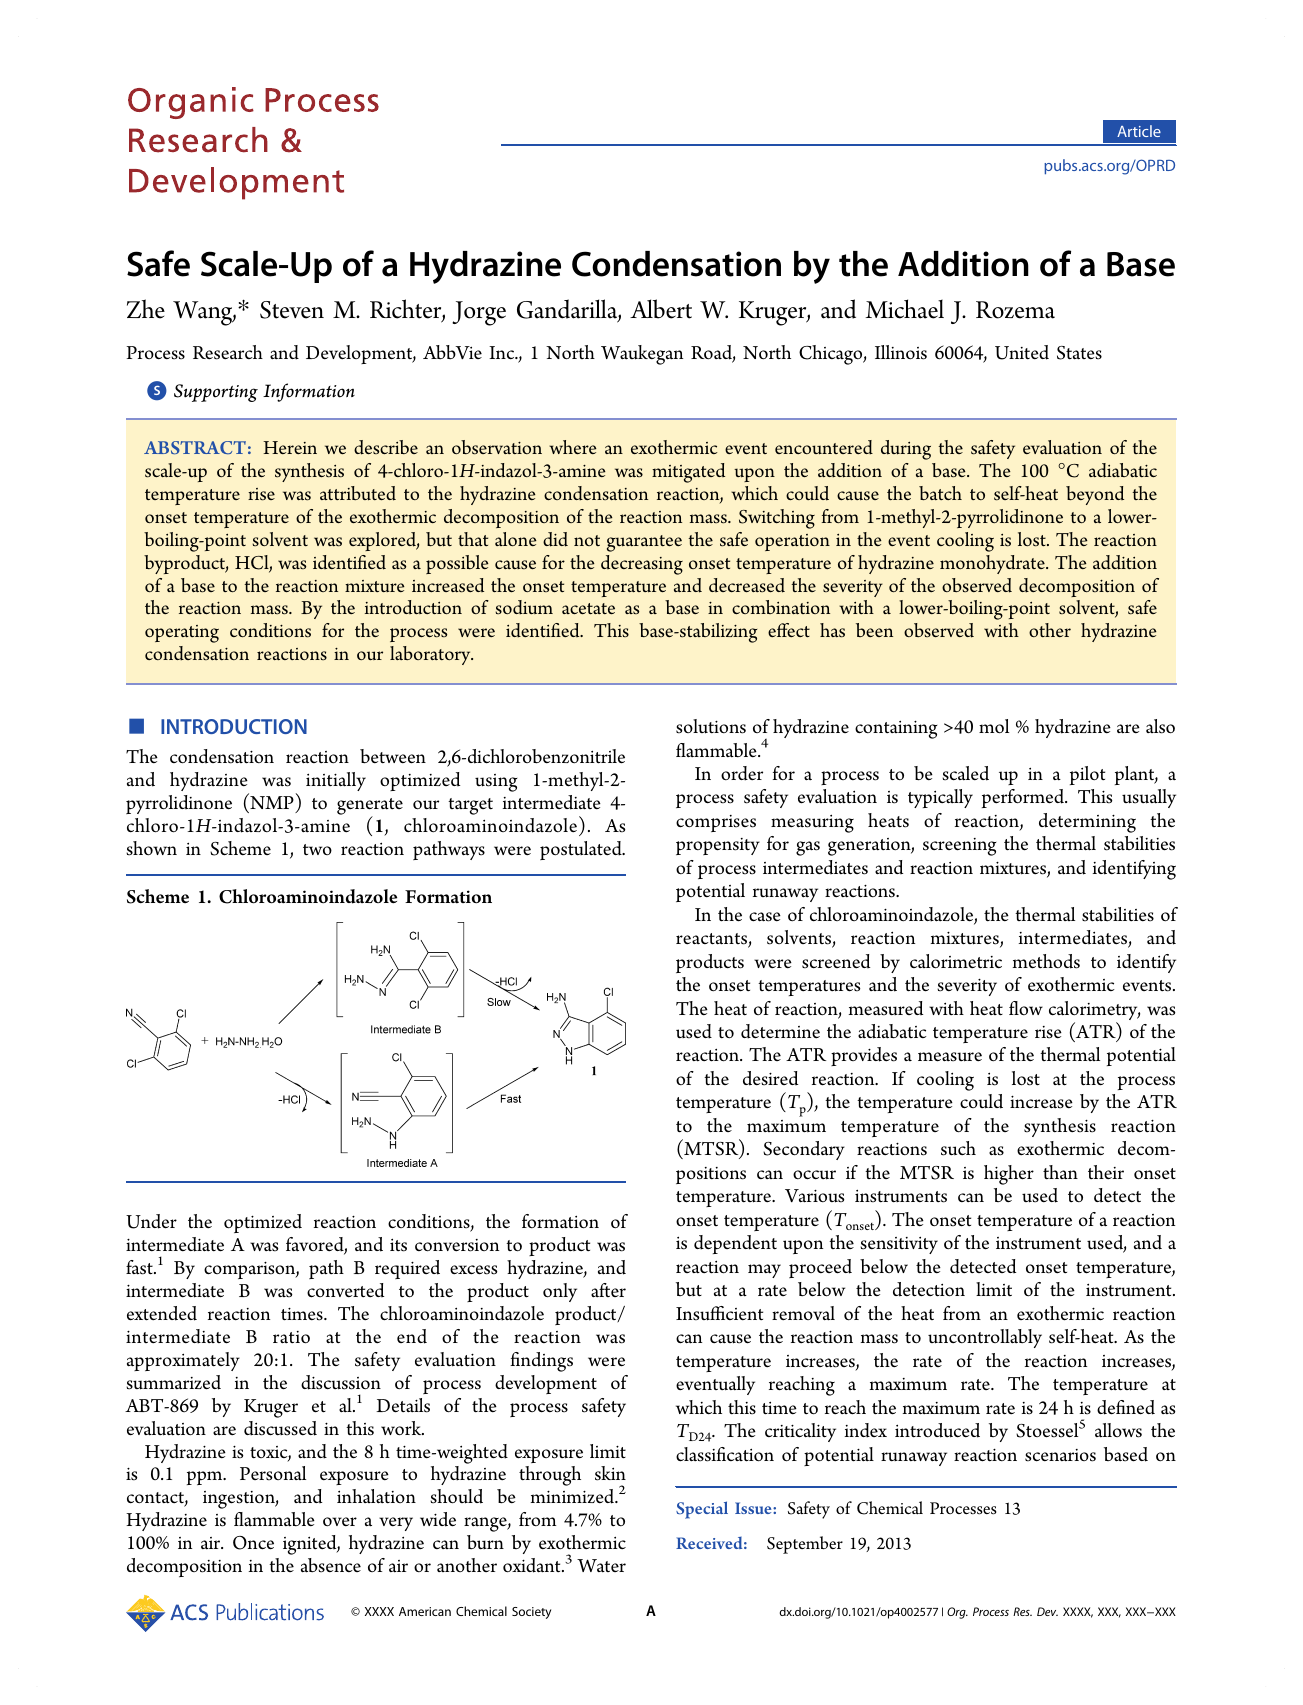 Organic Process
Research &
Development
Article
pubs.acs.org/OPRD
Safe Scale-Up of a Hydrazine Condensation by the Addition of a Base
Zhe Wang,* Steven M. Richter, Jorge Gandarilla, Albert W. Kruger, and Michael J. Rozema
Process Research and Development, AbbVie Inc., 1 North Waukegan Road, North Chicago, Illinois 60064, United States
S Supporting Information
ABSTRACT: Herein we describe an observation where an exothermic event encountered during the safety evaluation of the
scale-up of the synthesis of 4-chloro-1H-indazol-3-amine was mitigated upon the addition of a base. The 100 °C adiabatic
temperature rise was attributed to the hydrazine condensation reaction, which could cause the batch to self-heat beyond the
onset temperature of the exothermic decomposition of the reaction mass. Switching from 1-methyl-2-pyrrolidinone to a lower-
boiling-point solvent was explored, but that alone did not guarantee the safe operation in the event cooling is lost. The reaction
byproduct, HCl, was identified as a possible cause for the decreasing onset temperature of hydrazine monohydrate. The addition
of a base to the reaction mixture increased the onset temperature and decreased the severity of the observed decomposition of
the reaction mass. By the introduction of sodium acetate as a base in combination with a lower-boiling-point solvent, safe
operating conditions for the process were identified. This base-stabilizing effect has been observed with other hydrazine
condensation reactions in our laboratory.
■ INTRODUCTION
The condensation reaction between 2,6-dichlorobenzonitrile
and hydrazine was initially optimized using 1-methyl-2-
pyrrolidinone (NMP) to generate our target intermediate 4-
chloro-1H-indazol-3-amine (1, chloroaminoindazole). As
shown in Scheme 1, two reaction pathways were postulated.
Scheme 1. Chloroaminoindazole Formation
Cl
H2N
H2N
N
Cl
Intermediate B
-HCl
Slow
H2N
Cl
N
N
H
1
N
Cl
Cl
+ H2N-NH2.H2O
-HCl
Cl
N
H2N
N
H
Intermediate A
Fast
Under the optimized reaction conditions, the formation of
intermediate A was favored, and its conversion to product was
fast.1 By comparison, path B required excess hydrazine, and
intermediate B was converted to the product only after
extended reaction times. The chloroaminoindazole product/
intermediate B ratio at the end of the reaction was
approximately 20:1. The safety evaluation findings were
summarized in the discussion of process development of
ABT-869 by Kruger et al.1 Details of the process safety
evaluation are discussed in this work.
Hydrazine is toxic, and the 8 h time-weighted exposure limit
is 0.1 ppm. Personal exposure to hydrazine through skin
contact, ingestion, and inhalation should be minimized.2
Hydrazine is flammable over a very wide range, from 4.7% to
100% in air. Once ignited, hydrazine can burn by exothermic
decomposition in the absence of air or another oxidant.3 Water
solutions of hydrazine containing >40 mol % hydrazine are also
flammable.4
In order for a process to be scaled up in a pilot plant, a
process safety evaluation is typically performed. This usually
comprises measuring heats of reaction, determining the
propensity for gas generation, screening the thermal stabilities
of process intermediates and reaction mixtures, and identifying
potential runaway reactions.
In the case of chloroaminoindazole, the thermal stabilities of
reactants, solvents, reaction mixtures, intermediates, and
products were screened by calorimetric methods to identify
the onset temperatures and the severity of exothermic events.
The heat of reaction, measured with heat flow calorimetry, was
used to determine the adiabatic temperature rise (ATR) of the
reaction. The ATR provides a measure of the thermal potential
of the desired reaction. If cooling is lost at the process
temperature (Tp), the temperature could increase by the ATR
to the maximum temperature of the synthesis reaction
(MTSR). Secondary reactions such as exothermic decom-
positions can occur if the MTSR is higher than their onset
temperature. Various instruments can be used to detect the
onset temperature (Tonset). The onset temperature of a reaction
is dependent upon the sensitivity of the instrument used, and a
reaction may proceed below the detected onset temperature,
but at a rate below the detection limit of the instrument.
Insufficient removal of the heat from an exothermic reaction
can cause the reaction mass to uncontrollably self-heat. As the
temperature increases, the rate of the reaction increases,
eventually reaching a maximum rate. The temperature at
which this time to reach the maximum rate is 24 h is defined as
TD24. The criticality index introduced by Stoessel5 allows the
classification of potential runaway reaction scenarios based on
Special Issue: Safety of Chemical Processes 13
Received: September 19, 2013
ACS Publications
© XXXX American Chemical Society
A
dx.doi.org/10.1021/op4002577 | Org. Process Res. Dev. XXXX, XXX, XXX−XXX